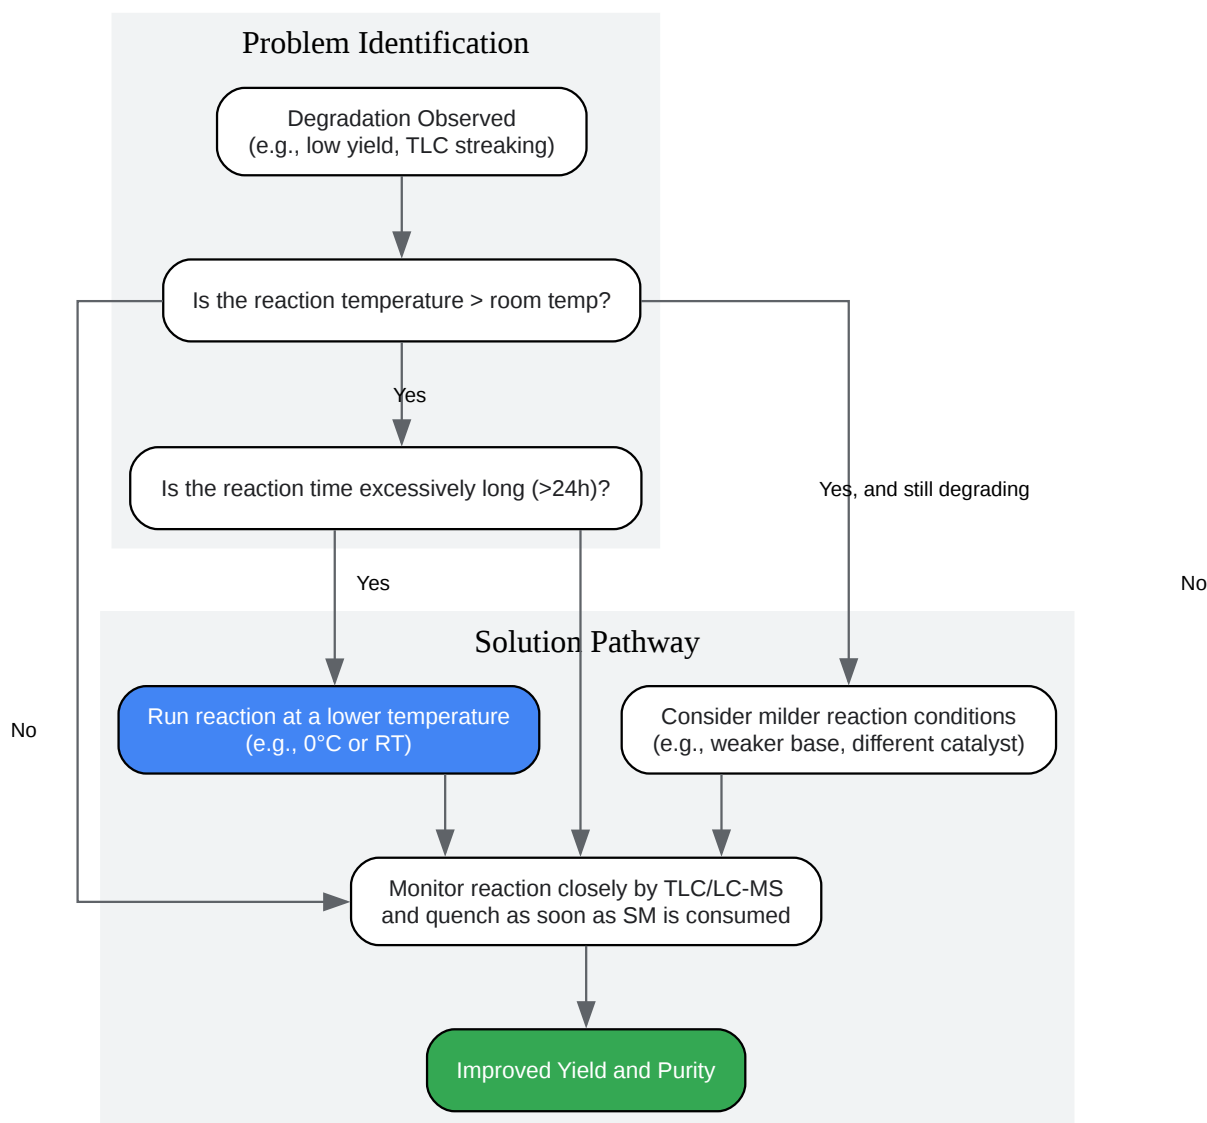 Problem Identification
Degradation Observed
(e.g., low yield, TLC streaking)
Is the reaction temperature > room temp?
Yes
Is the reaction time excessively long (>24h)?
Yes, and still degrading
Yes
No
Solution Pathway
Run reaction at a lower temperature
(e.g., 0°C or RT)
Consider milder reaction conditions
(e.g., weaker base, different catalyst)
No
Monitor reaction closely by TLC/LC-MS
and quench as soon as SM is consumed
Improved Yield and Purity